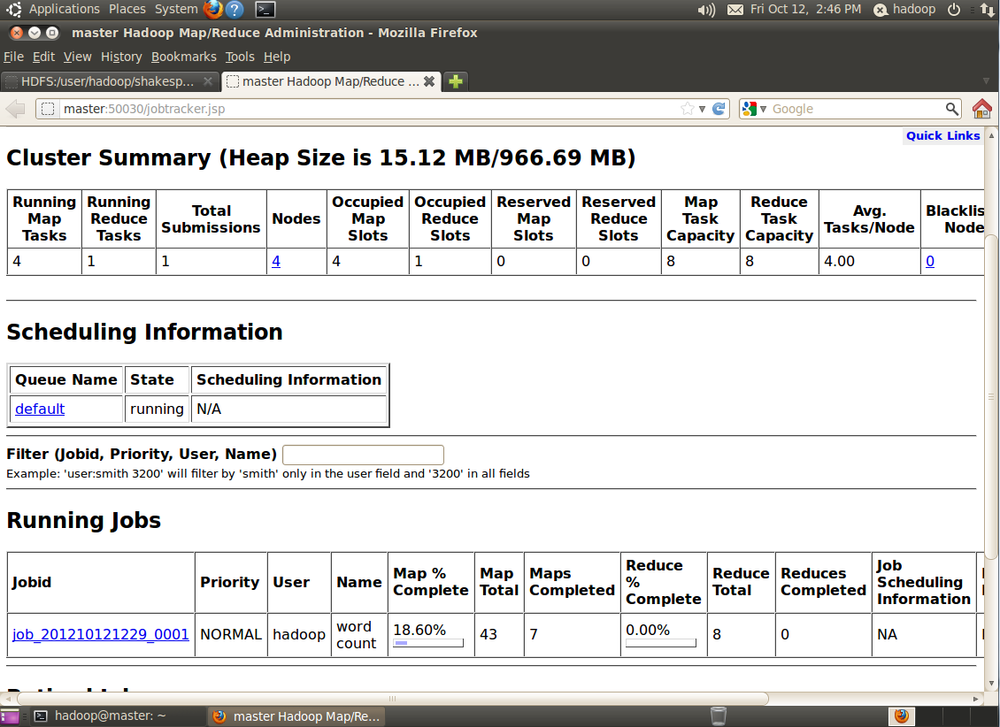 Applications Places System
Fri Oct 12, 2:46 PM hadoop
master Hadoop Map/Reduce Administration - Mozilla Firefox
File Edit View History Bookmarks Tools Help
HDFS:/user/hadoop/shakesp... master Hadoop Map/Reduce ...
master:50030/jobtracker.jsp Google
Quick Links
Cluster Summary (Heap Size is 15.12 MB/966.69 MB)
Running Map Tasks Running Reduce Tasks Total Submissions Nodes Occupied Map Slots Occupied Reduce Slots Reserved Map Slots Reserved Reduce Slots Map Task Capacity Reduce Task Capacity Avg. Tasks/Node Blacklis Node
4 1 1 4 4 1 0 0 8 8 4.00 0
Scheduling Information
Queue Name State Scheduling Information
default running N/A
Filter (Jobid, Priority, User, Name)
Example: 'user:smith 3200' will filter by 'smith' only in the user field and '3200' in all fields
Running Jobs
Jobid Priority User Name Map % Complete Map Total Maps Completed Reduce % Complete Reduce Total Reduces Completed Job Scheduling Information
job_201210121229_0001 NORMAL hadoop word count 18.60% 43 7 0.00% 8 0 NA
hadoop@master: ~ master Hadoop Map/Re...